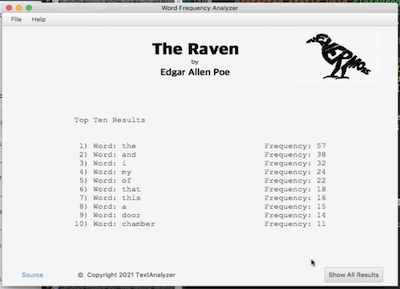 Word Frequency Analyzer
File Help
The Raven
by
Edgar Allen Poe
NEVERMORE
Top Ten Results
1) Word: the Frequency: 57
2) Word: and Frequency: 38
3) Word: i Frequency: 32
4) Word: my Frequency: 24
5) Word: of Frequency: 22
6) Word: that Frequency: 18
7) Word: this Frequency: 16
8) Word: a Frequency: 15
9) Word: door Frequency: 14
10) Word: chamber Frequency: 11
Source © Copyright 2021 TextAnalyzer Show All Results